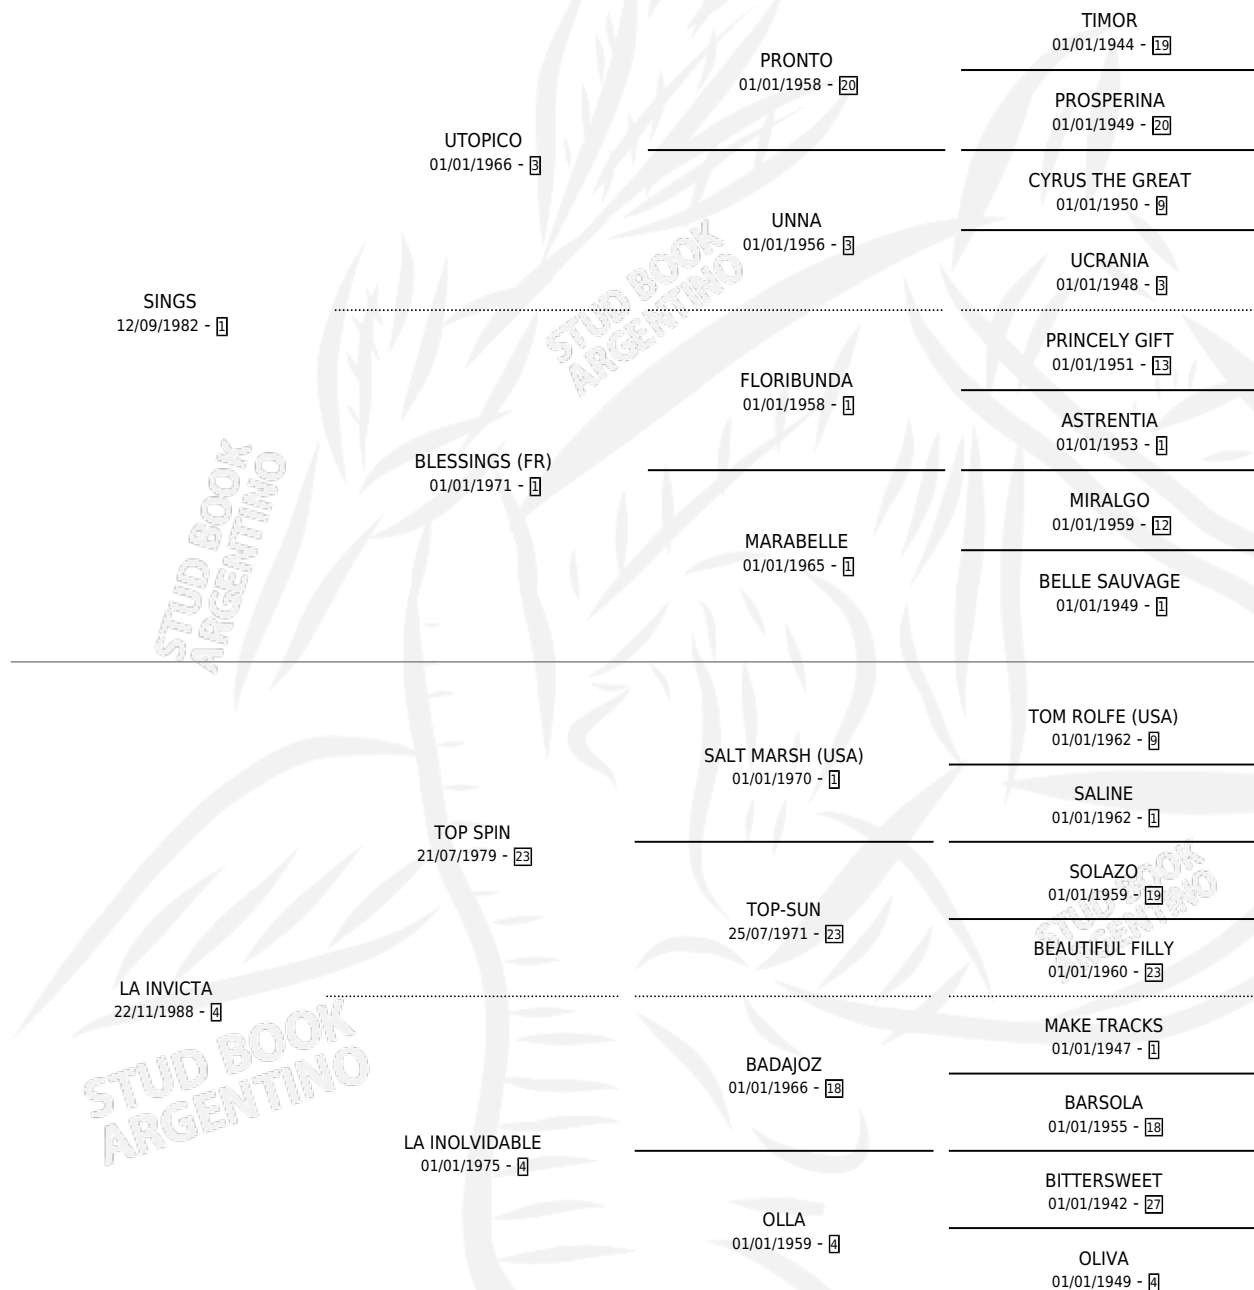 TIMOR
01/01/1944 - 19
PRONTO
01/01/1958 - 20
PROSPERINA
01/01/1949 - 20
UTOPICO
01/01/1966 - 3
CYRUS THE GREAT
01/01/1950 - 9
UNNA
01/01/1956 - 3
UCRANIA
01/01/1948 - 3
SINGS
12/09/1982 - 1
PRINCELY GIFT
01/01/1951 - 13
FLORIBUNDA
01/01/1958 - 1
ASTRENTIA
01/01/1953 - 1
BLESSINGS (FR)
01/01/1971 - 1
MIRALGO
01/01/1959 - 12
MARABELLE
01/01/1965 - 1
BELLE SAUVAGE
01/01/1949 - 1
STUD BOOK
ARGENTINO
STUD BOOK
ARGENTINO
TOM ROLFE (USA)
01/01/1962 - 9
SALT MARSH (USA)
01/01/1970 - 1
SALINE
01/01/1962 - 1
TOP SPIN
21/07/1979 - 23
SOLAZO
01/01/1959 - 19
TOP-SUN
25/07/1971 - 23
BEAUTIFUL FILLY
01/01/1960 - 23
LA INVICTA
22/11/1988 - 4
MAKE TRACKS
01/01/1947 - 1
BADAJOZ
01/01/1966 - 18
BARSOLA
01/01/1955 - 18
LA INOLVIDABLE
01/01/1975 - 4
BITTERSWEET
01/01/1942 - 27
OLLA
01/01/1959 - 4
OLIVA
01/01/1949 - 4
STUD BOOK
ARGENTINO
STUD BOOK
ARGENTINO